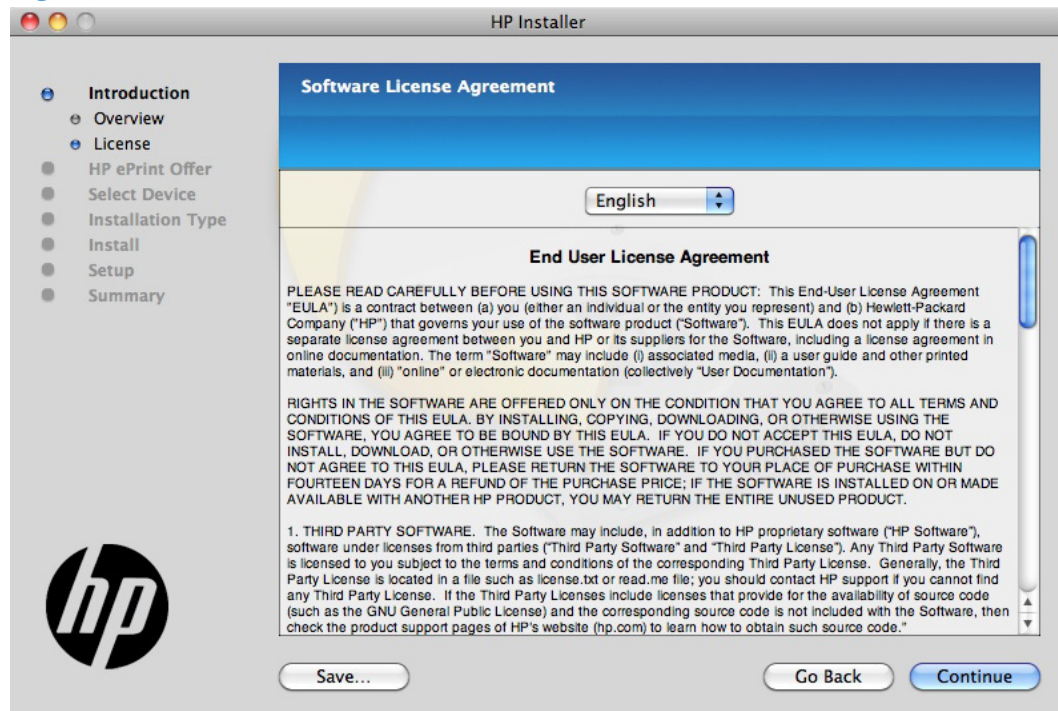 HP Installer
Introduction
Overview
License
HP ePrint Offer
Select Device
Installation Type
Install
Setup
Summary
hp
Software License Agreement
English
End User License Agreement
PLEASE READ CAREFULLY BEFORE USING THIS SOFTWARE PRODUCT: This End-User License Agreement
"EULA") is a contract between (a) you (either an individual or the entity you represent) and (b) Hewlett-Packard
Company ("HP") that governs your use of the software product ("Software"). This EULA does not apply if there is a
separate license agreement between you and HP or its suppliers for the Software, including a license agreement in
online documentation. The term "Software" may include (i) associated media, (ii) a user guide and other printed
materials, and (iii) "online" or electronic documentation (collectively "User Documentation").
RIGHTS IN THE SOFTWARE ARE OFFERED ONLY ON THE CONDITION THAT YOU AGREE TO ALL TERMS AND
CONDITIONS OF THIS EULA. BY INSTALLING, COPYING, DOWNLOADING, OR OTHERWISE USING THE
SOFTWARE, YOU AGREE TO BE BOUND BY THIS EULA. IF YOU DO NOT ACCEPT THIS EULA, DO NOT
INSTALL, DOWNLOAD, OR OTHERWISE USE THE SOFTWARE. IF YOU PURCHASED THE SOFTWARE BUT DO
NOT AGREE TO THIS EULA, PLEASE RETURN THE SOFTWARE TO YOUR PLACE OF PURCHASE WITHIN
FOURTEEN DAYS FOR A REFUND OF THE PURCHASE PRICE; IF THE SOFTWARE IS INSTALLED ON OR MADE
AVAILABLE WITH ANOTHER HP PRODUCT, YOU MAY RETURN THE ENTIRE UNUSED PRODUCT.
1. THIRD PARTY SOFTWARE. The Software may include, in addition to HP proprietary software ("HP Software"),
software under licenses from third parties ("Third Party Software" and "Third Party License"). Any Third Party Software
is licensed to you subject to the terms and conditions of the corresponding Third Party License. Generally, the Third
Party License is located in a file such as license.txt or read.me file; you should contact HP support if you cannot find
any Third Party License. If the Third Party Licenses include licenses that provide for the availability of source code
(such as the GNU General Public License) and the corresponding source code is not included with the Software, then
check the product support pages of HP's website (hp.com) to learn how to obtain such source code."
Save...
Go Back
Continue